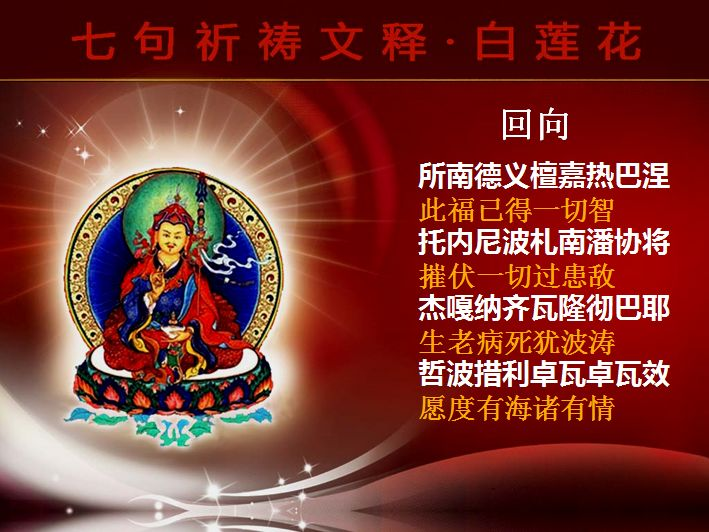 七句祈祷文释·白莲花
回向
所南德义檀嘉热巴涅
此福已得一切智
托内尼波札南潘协将
摧伏一切过患敌
杰嘎纳齐瓦隆彻巴耶
生老病死犹波涛
哲波措利卓瓦卓瓦效
愿度有海诸有情